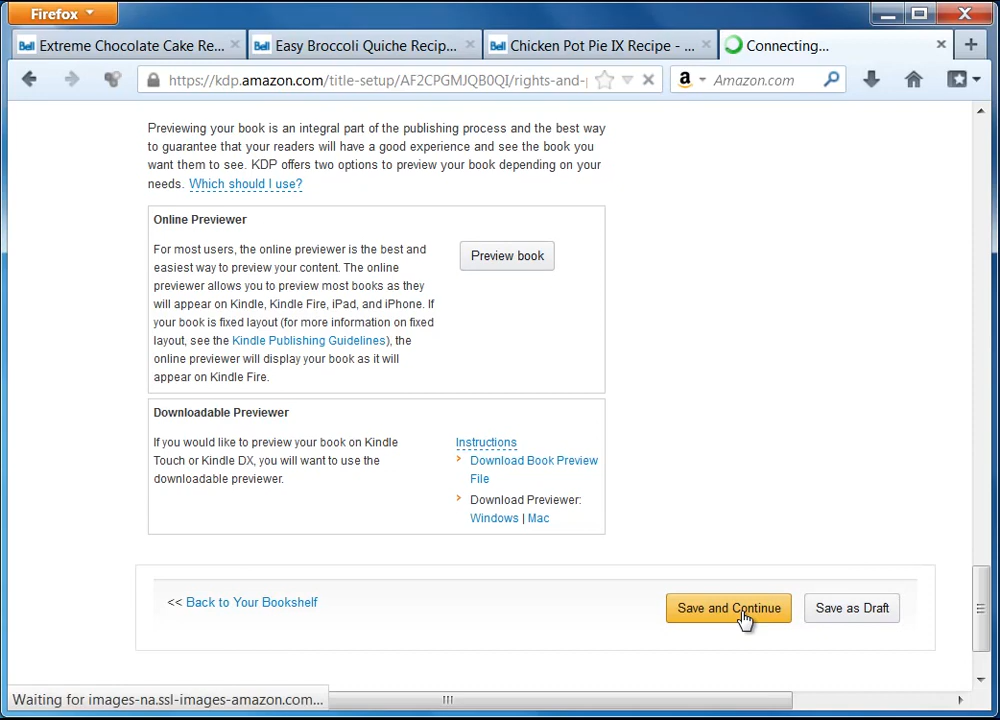 Firefox
Bell Extreme Chocolate Cake Re... Bell Easy Broccoli Quiche Recip... Bell Chicken Pot Pie IX Recipe - ... Connecting...
https://kdp.amazon.com/title-setup/AF2CPGMJQB0QI/rights-and-p a Amazon.com
Previewing your book is an integral part of the publishing process and the best way
to guarantee that your readers will have a good experience and see the book you
want them to see. KDP offers two options to preview your book depending on your
needs. Which should I use?
Online Previewer
For most users, the online previewer is the best and
easiest way to preview your content. The online
previewer allows you to preview most books as they
will appear on Kindle, Kindle Fire, iPad, and iPhone. If
your book is fixed layout (for more information on fixed
layout, see the Kindle Publishing Guidelines), the
online previewer will display your book as it will
appear on Kindle Fire.
Preview book
Downloadable Previewer
If you would like to preview your book on Kindle
Touch or Kindle DX, you will want to use the
downloadable previewer.
Instructions
Download Book Preview
File
Download Previewer:
Windows | Mac
<< Back to Your Bookshelf Save and Continue Save as Draft
Waiting for images-na.ssl-images-amazon.com...